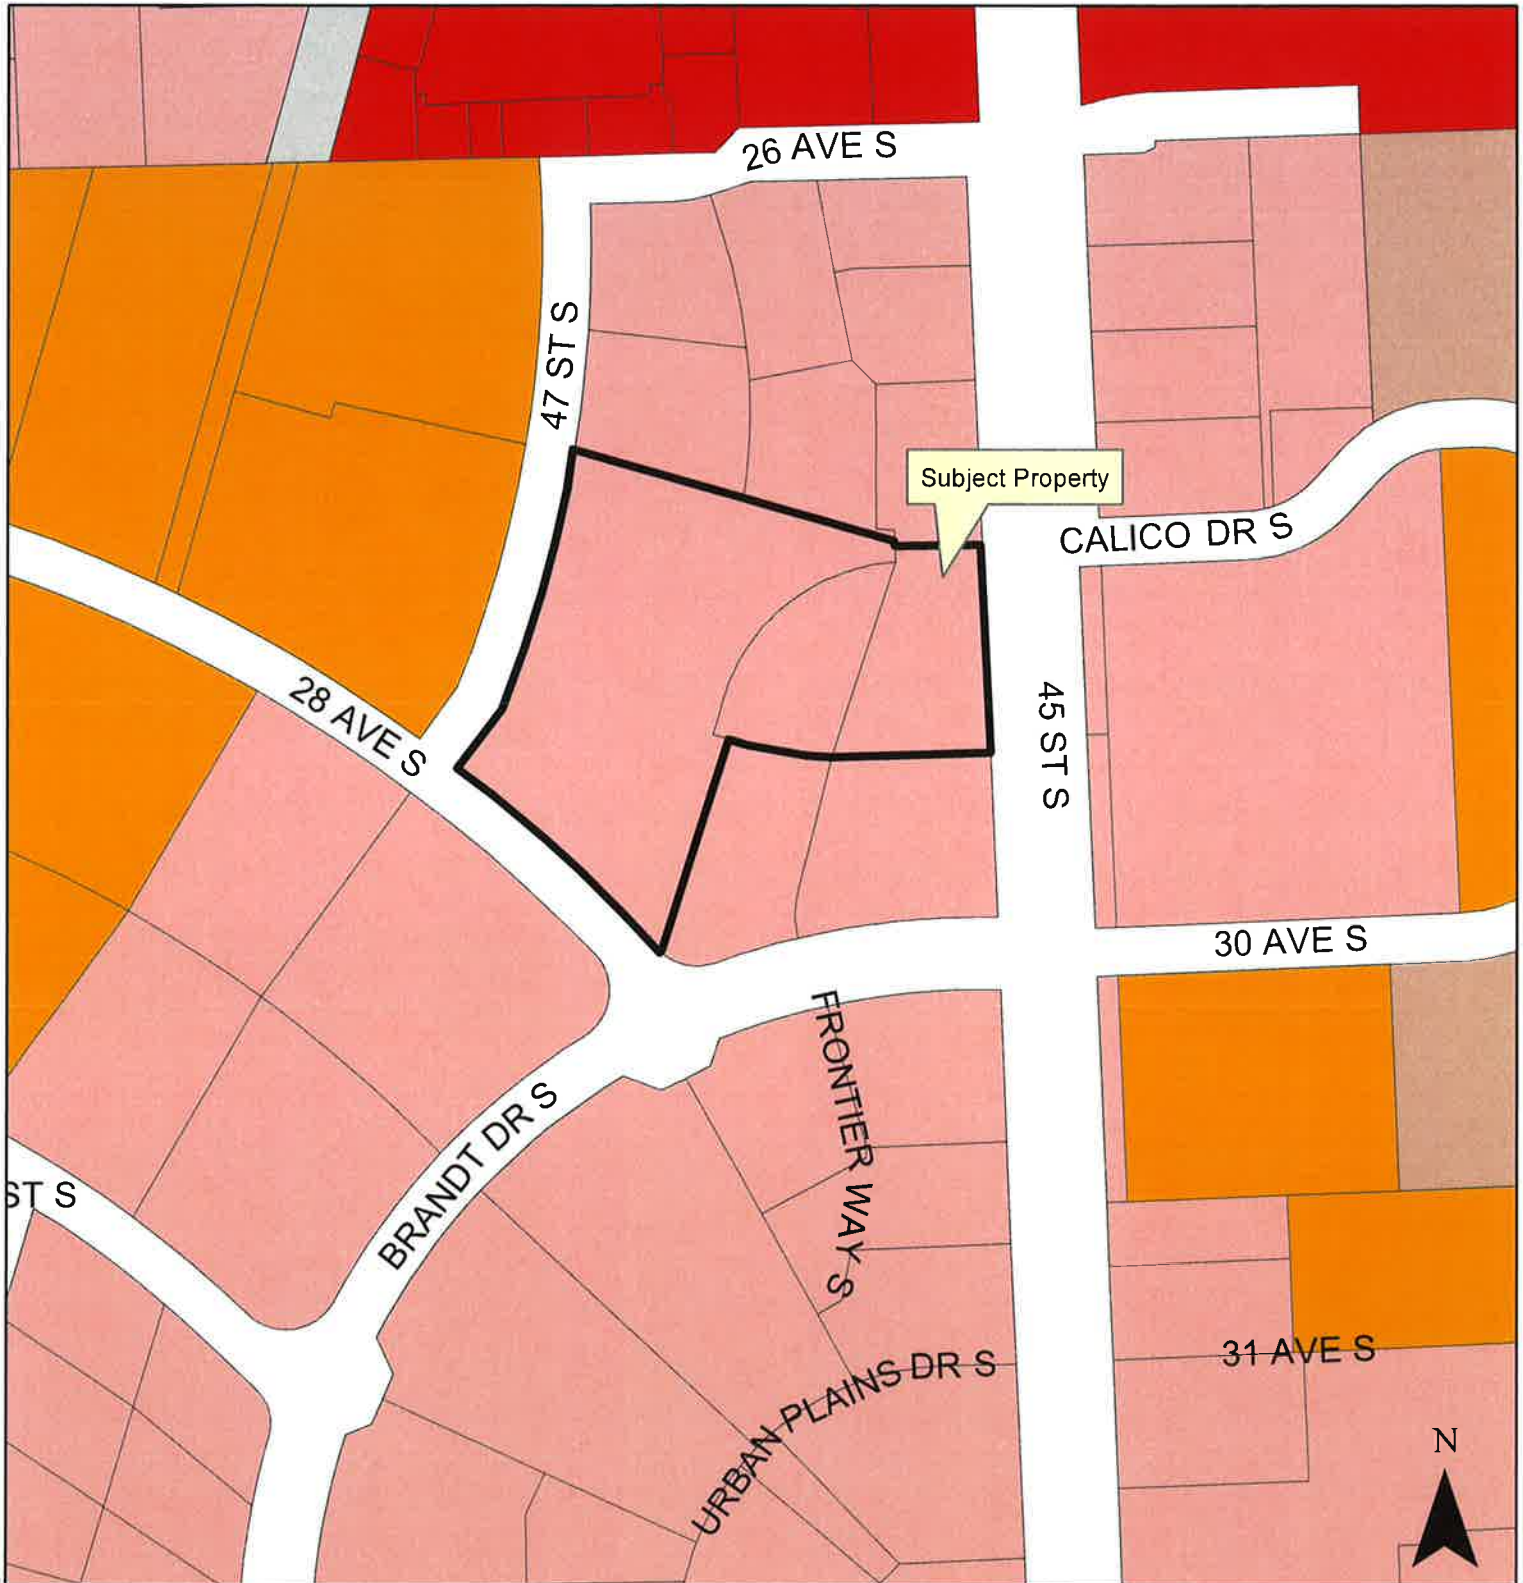 26 AVE S
47 ST S
Subject Property
CALICO DR S
28 AVE S
45 ST S
30 AVE S
FRONTIER WAY S
BRANDT DR S
ST S
31 AVE S
URBAN PLAINS DR S
N